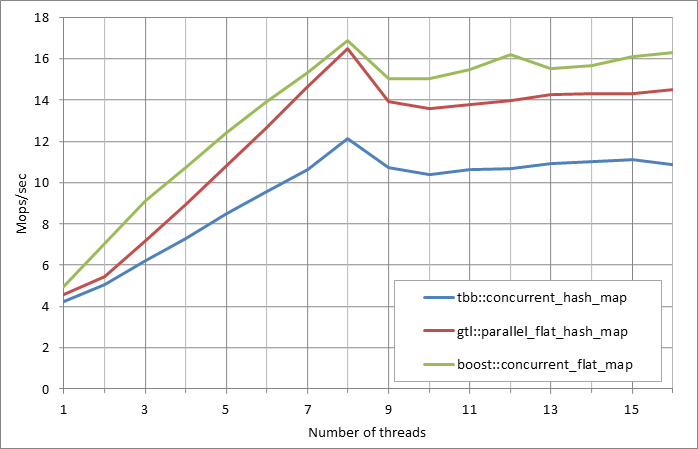 18
16
14
12
10
8
6
4
2
0
Mops/sec
tbb::concurrent_hash_map
gtl::parallel_flat_hash_map
boost::concurrent_flat_map
1 3 5 7 9 11 13 15
Number of threads